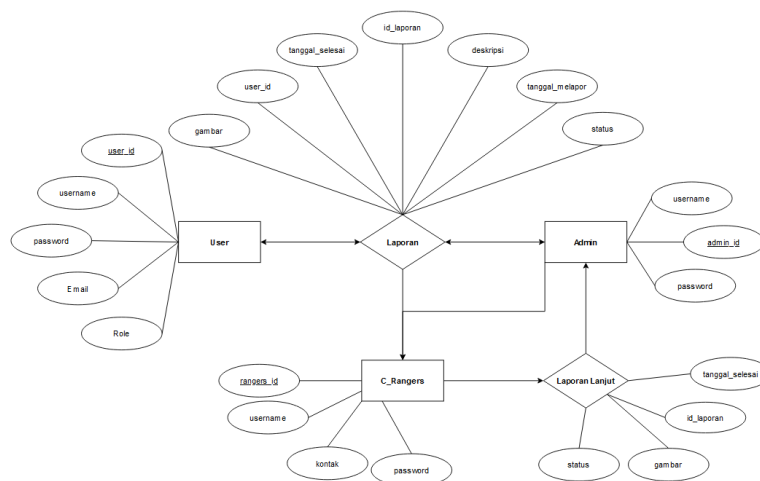 id_laporan
tanggal_selesai
deskripsi
user_id
tanggal_melapor
gambar
status
user_id
username
password
Email
Role
User
Laporan
Admin
username
admin_id
password
rangers_id
username
kontak
password
C_Rangers
Laporan Lanjut
tanggal_selesai
id_laporan
gambar
status